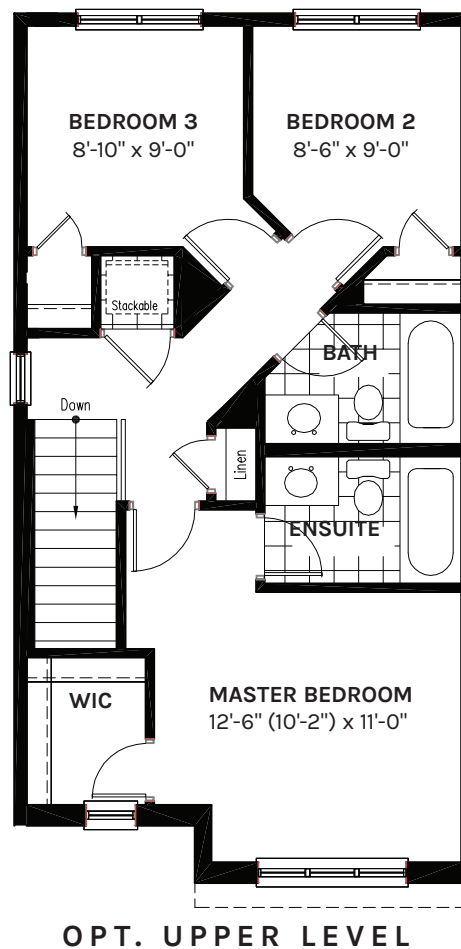 BEDROOM 3
8'-10" x 9'-0"
BEDROOM 2
8'-6" x 9'-0"
Stackable
BATH
Down
Linen
ENSUITE
WIC
MASTER BEDROOM
12'-6" (10'-2") x 11'-0"
OPT. UPPER LEVEL